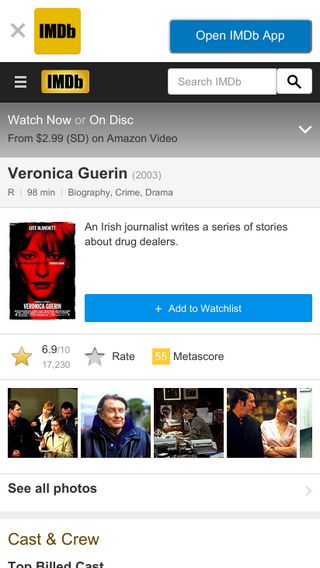 IMDb
Open IMDb App
IMDb
Search IMDb
Watch Now or On Disc
From $2.99 (SD) on Amazon Video
Veronica Guerin (2003)
R | 98 min | Biography, Crime, Drama
CATE BLANCHETT
VERONICA GUERIN
An Irish journalist writes a series of stories
about drug dealers.
+ Add to Watchlist
6.9/10
17,230
Rate
55 Metascore
See all photos
Cast & Crew
Top Billed Cast